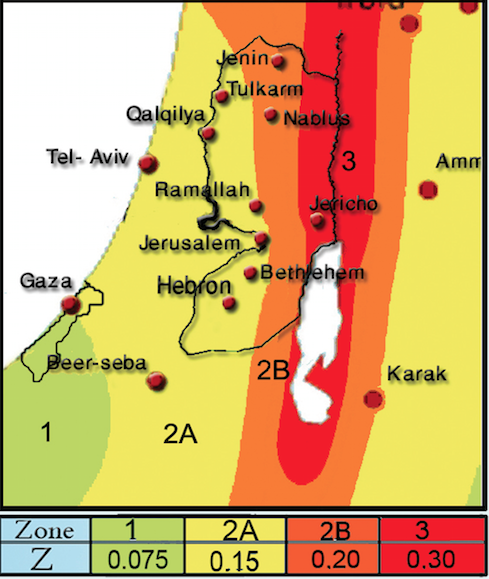 Jenin
Tulkarm
Qalqilya
Nablus
Tel- Aviv
3
Amm
Ramallah
Jericho
Jerusalem
Bethlehem
Gaza
Hebron
Beer-seba
2B
Karak
1
2A
Zone 1 2A 2B 3
Z 0.075 0.15 0.20 0.30